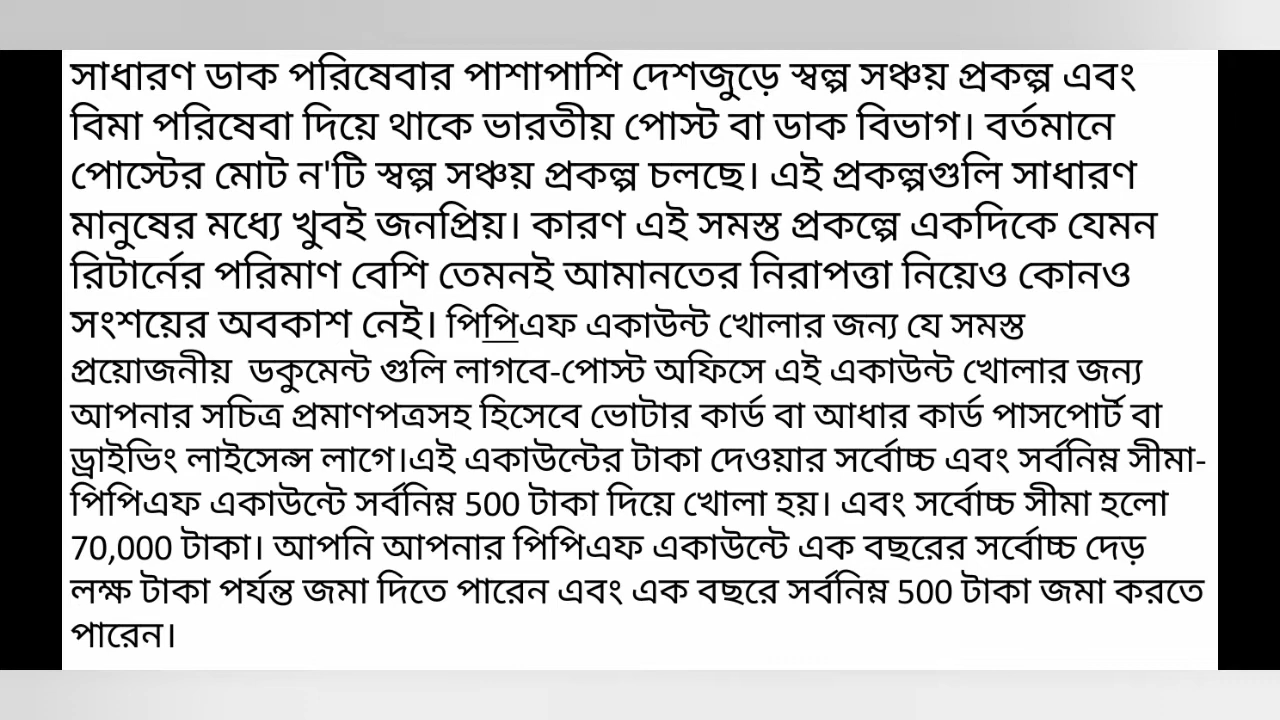 সাধারণ ডাক পরিষেবার পাশাপাশি দেশজুড়ে স্বল্প সঞ্চয় প্রকল্প এবং
বিমা পরিষেবা দিয়ে থাকে ভারতীয় পোস্ট বা ডাক বিভাগ। বর্তমানে
পোস্টের মোট ন'টি স্বল্প সঞ্চয় প্রকল্প চলছে। এই প্রকল্পগুলি সাধারণ
মানুষের মধ্যে খুবই জনপ্রিয়। কারণ এই সমস্ত প্রকল্পে একদিকে যেমন
রিটার্নের পরিমাণ বেশি তেমনই আমানতের নিরাপত্তা নিয়েও কোনও
সংশয়ের অবকাশ নেই। পিপিএফ একাউন্ট খোলার জন্য যে সমস্ত
প্রয়োজনীয় ডকুমেন্ট গুলি লাগবে-পোস্ট অফিসে এই একাউন্ট খোলার জন্য
আপনার সচিত্র প্রমাণপত্রসহ হিসেবে ভোটার কার্ড বা আধার কার্ড পাসপোর্ট বা
ড্রাইভিং লাইসেন্স লাগে।এই একাউন্টের টাকা দেওয়ার সর্বোচ্চ এবং সর্বনিম্ন সীমা-
পিপিএফ একাউন্টে সর্বনিম্ন 500 টাকা দিয়ে খোলা হয়। এবং সর্বোচ্চ সীমা হলো
70,000 টাকা। আপনি আপনার পিপিএফ একাউন্টে এক বছরের সর্বোচ্চ দেড়
লক্ষ টাকা পর্যন্ত জমা দিতে পারেন এবং এক বছরে সর্বনিম্ন 500 টাকা জমা করতে
পারেন।